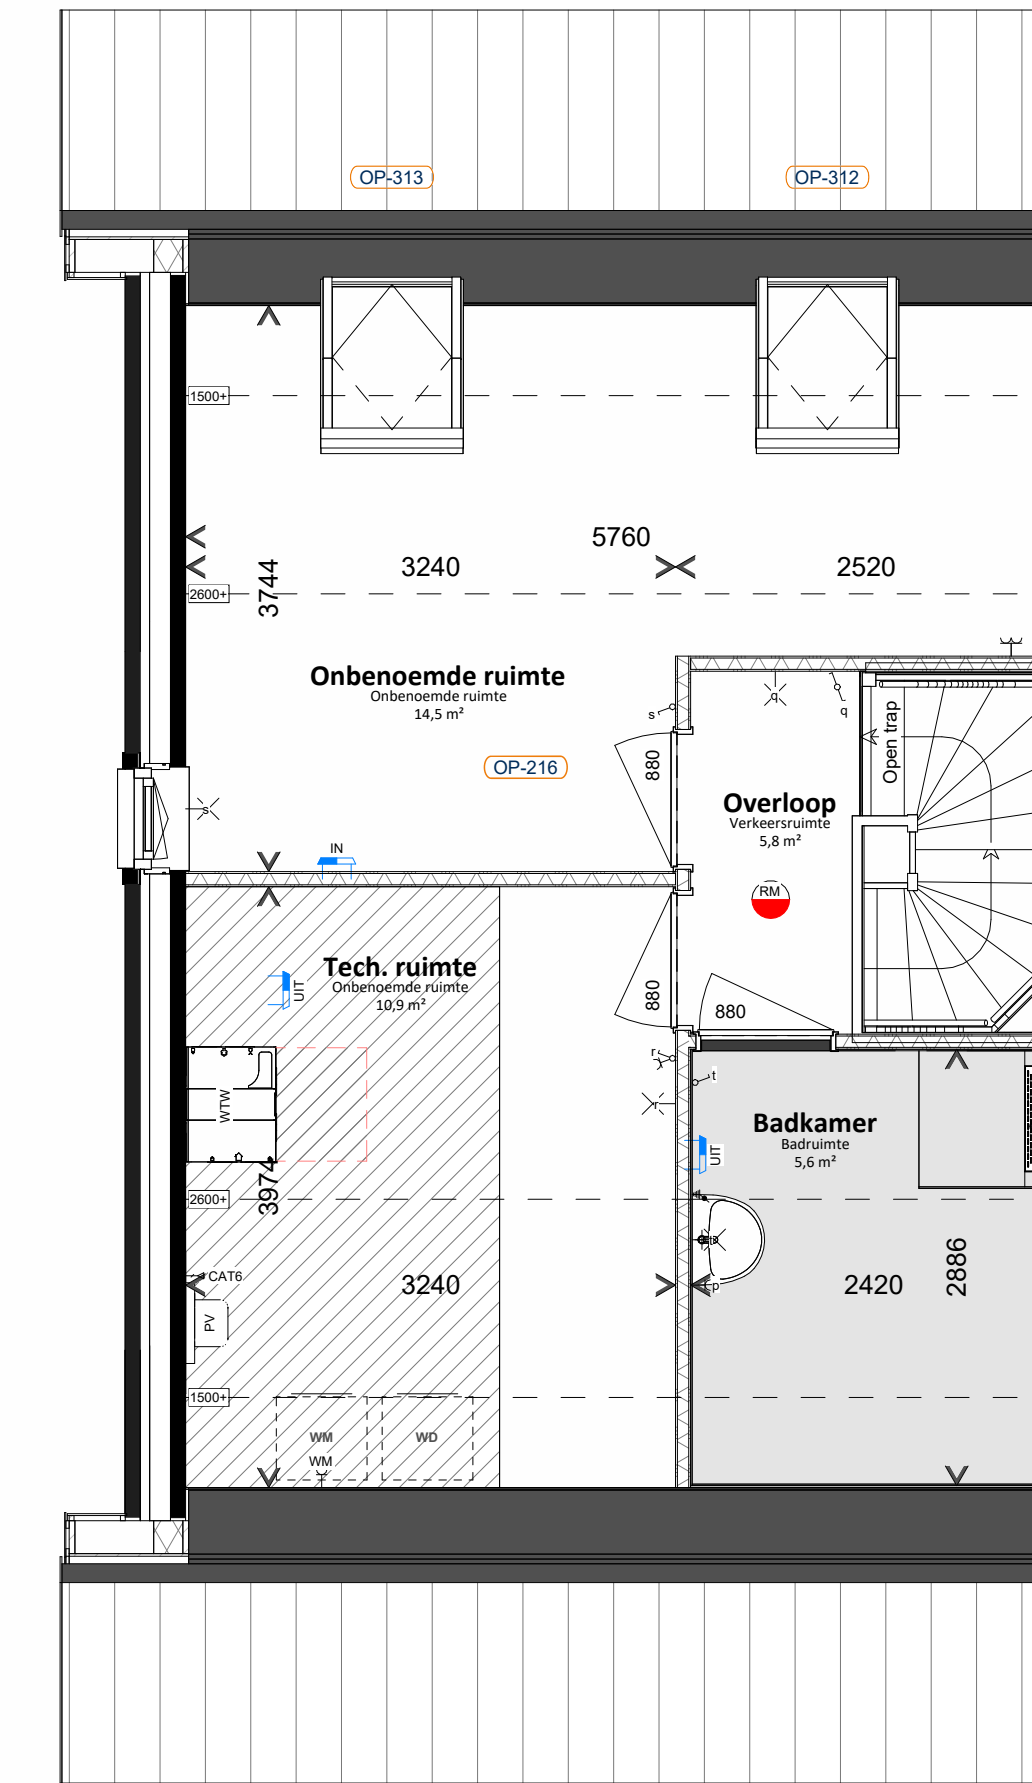 OP-313
OP-312
1500+
5760
3240
2520
3744
2600+
Onbenoemde ruimte
Onbenoemde ruimte
14,5 m²
s
q
q
Open trap
OP-216
880
Overloop
Verkeersruimte
5,8 m²
s
IN
RM
Tech. ruimte
Onbenoemde ruimte
10,9 m²
UIT
880
880
r
r
t
WTW
Badkamer
Badruimte
5,6 m²
UIT
3974
2600+
CAT6
3240
p
2420
2886
PV
1500+
WM
WD
WM